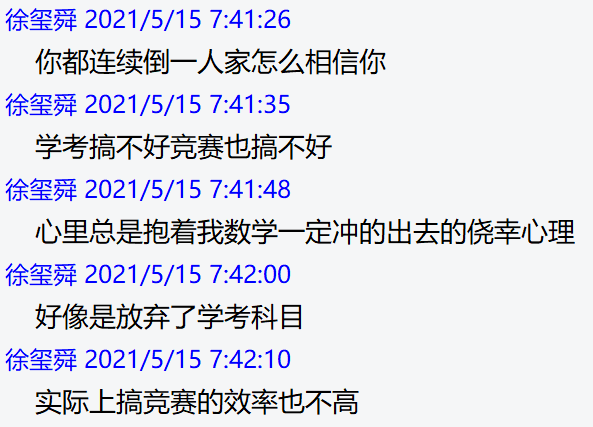 徐玺舜 2021/5/15 7:41:26
你都连续倒一人家怎么相信你
徐玺舜 2021/5/15 7:41:35
学考搞不好竞赛也搞不好
徐玺舜 2021/5/15 7:41:48
心里总是抱着我数学一定冲的出去的侥幸心理
徐玺舜 2021/5/15 7:42:00
好像是放弃了学考科目
徐玺舜 2021/5/15 7:42:10
实际上搞竞赛的效率也不高